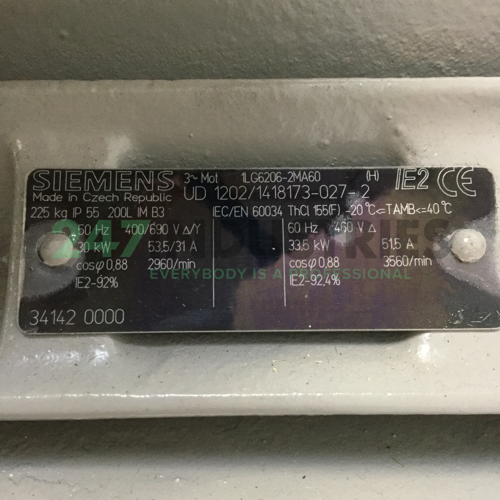 SIEMENS 3~ Mot 1LG6206-2MA60 (H) IE2 CE
Made in Czech Republic UD 1202/1418173-027-2
225 kg IP 55 200L IM B3 IEC/EN 60034 ThCl 155(F) -20°C<=TAMB<=40°C
50 Hz 400/690 V Δ/Y 60 Hz 460 V Δ
30 kW 53,5/31 A 33,5 kW 51,5 A
cosφ 0,88 2960/min cosφ 0,88 3560/min
IE2-92% IE2-92,4%
34142 0000
EVERYBODY IS A PROFESSIONAL